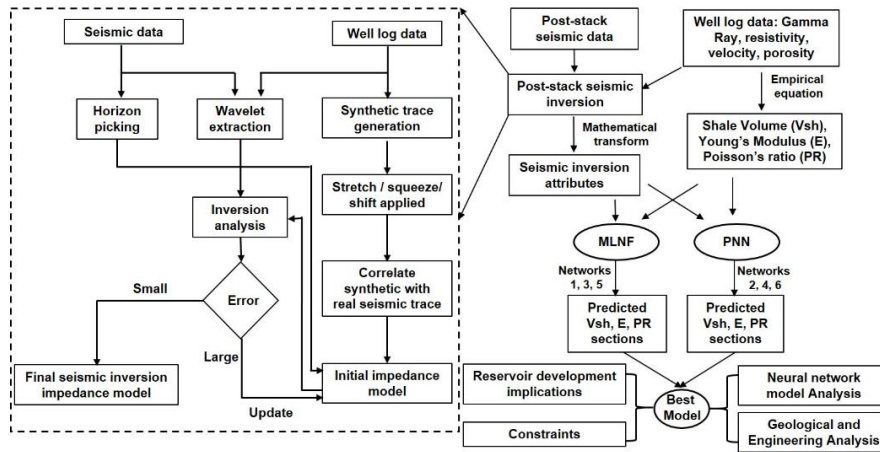 Seismic data
Well log data
Horizon
picking
Wavelet
extraction
Synthetic trace
generation
Stretch / squeeze/
shift applied
Inversion
analysis
Correlate
synthetic with
real seismic trace
Small
Error
Large
Final seismic inversion
impedance model
Initial impedance
model
Update
Post-stack
seismic data
Well log data: Gamma
Ray, resistivity,
velocity, porosity
Post-stack seismic
inversion
Empirical
equation
Mathematical
transform
Shale Volume (Vsh),
Young's Modulus (E),
Poisson's ratio (PR)
Seismic inversion
attributes
MLNF
PNN
Networks
1, 3, 5
Networks
2, 4, 6
Predicted
Vsh, E, PR
sections
Predicted
Vsh, E, PR
sections
Reservoir development
implications
Constraints
Best
Model
Neural network
model Analysis
Geological and
Engineering Analysis